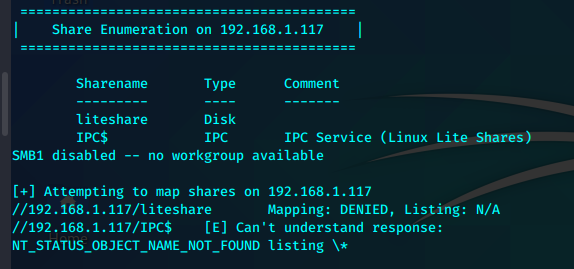 ===========================================
|    Share Enumeration on 192.168.1.117    |
===========================================
Sharename       Type      Comment
---------       ----      -------
liteshare       Disk
IPC$            IPC       IPC Service (Linux Lite Shares)
SMB1 disabled -- no workgroup available
[+] Attempting to map shares on 192.168.1.117
//192.168.1.117/liteshare       Mapping: DENIED, Listing: N/A
//192.168.1.117/IPC$    [E] Can't understand response:
NT_STATUS_OBJECT_NAME_NOT_FOUND listing \*
Home